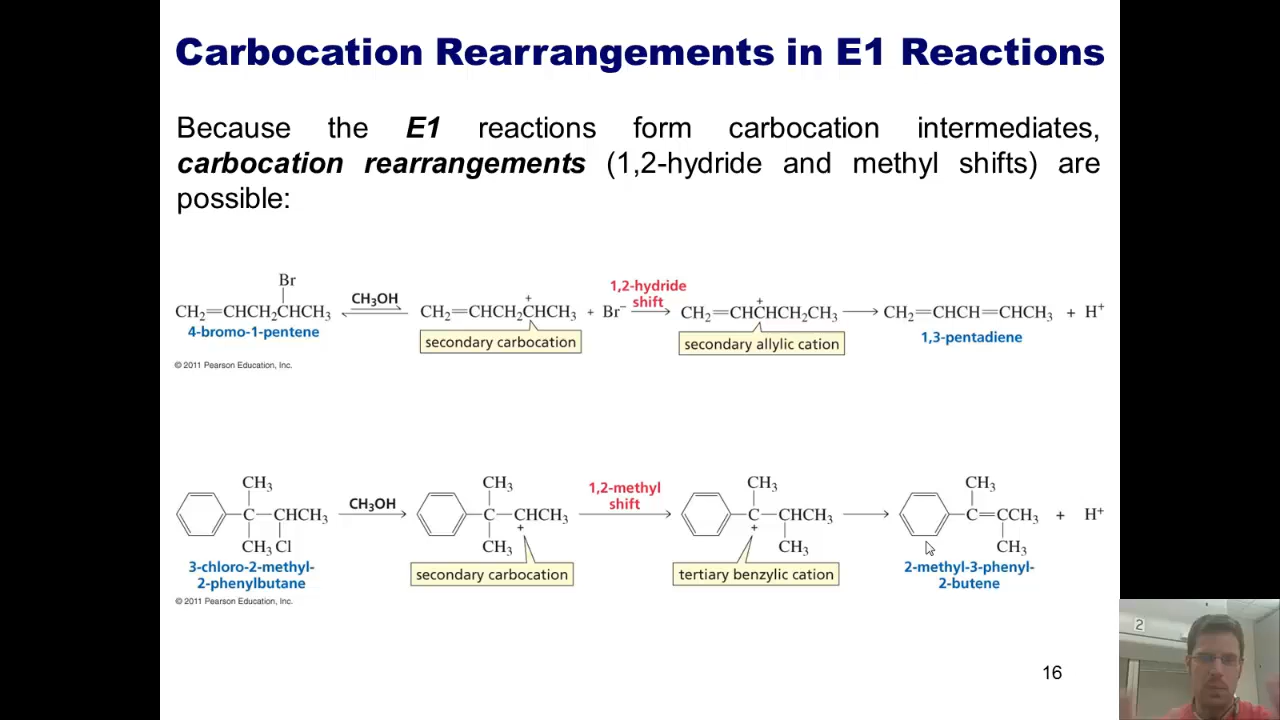 Carbocation Rearrangements in E1 Reactions
Because the E1 reactions form carbocation intermediates,
carbocation rearrangements (1,2-hydride and methyl shifts) are
possible:
Br
CH₂=CHCH₂CHCH₃
4-bromo-1-pentene
CH₃OH
+
CH₂=CHCH₂CHCH₃ + Br⁻
secondary carbocation
1,2-hydride
shift
+
CH₂=CHCHCH₂CH₃
secondary allylic cation
CH₂=CHCH=CHCH₃ + H⁺
1,3-pentadiene
© 2011 Pearson Education, Inc.
CH₃
C—CHCH₃
CH₃ Cl
3-chloro-2-methyl-
2-phenylbutane
CH₃OH
CH₃
C—CHCH₃
+
CH₃
secondary carbocation
1,2-methyl
shift
CH₃
C—CHCH₃
+
CH₃
tertiary benzylic cation
CH₃
C=CCH₃ + H⁺
CH₃
2-methyl-3-phenyl-
2-butene
© 2011 Pearson Education, Inc.
16
2